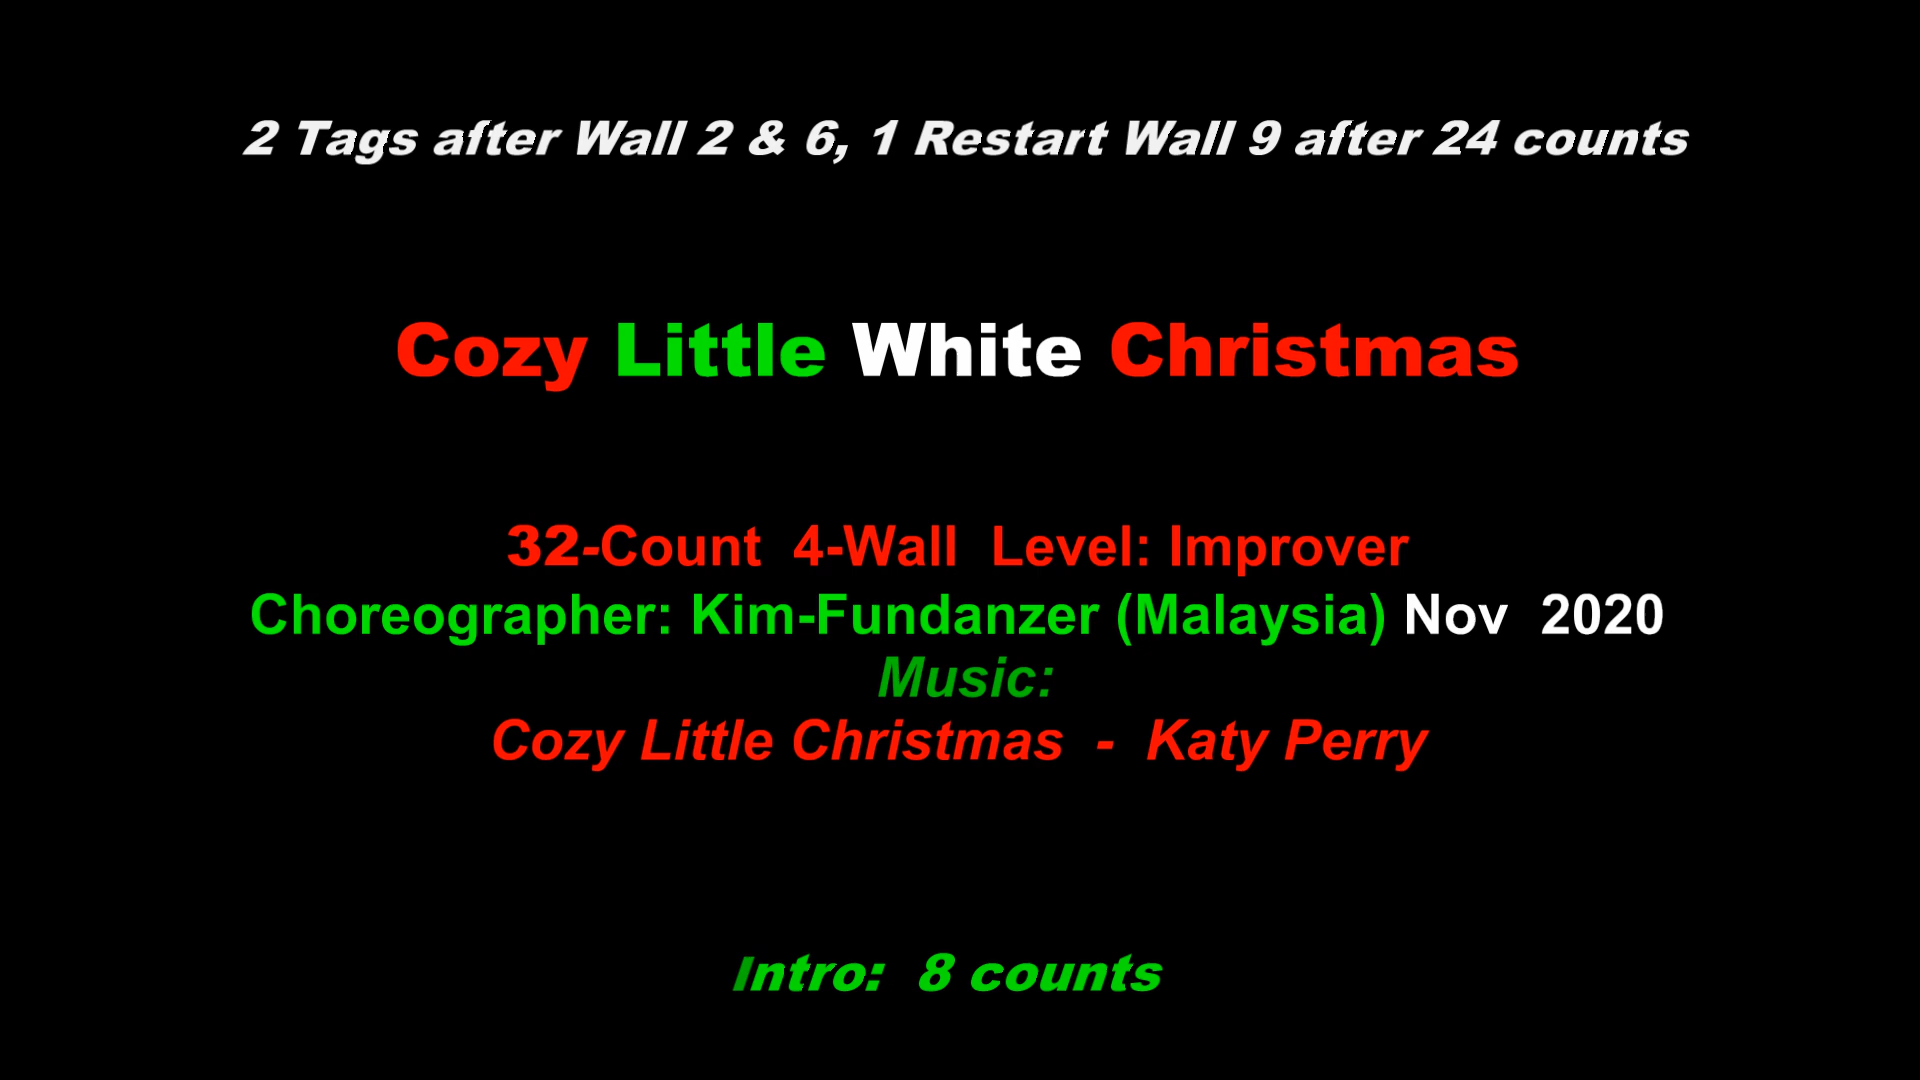 2 Tags after Wall 2 & 6, 1 Restart Wall 9 after 24 counts
Cozy Little White Christmas
32-Count  4-Wall  Level: Improver
Choreographer: Kim-Fundanzer (Malaysia) Nov  2020
Music:
Cozy Little Christmas  -  Katy Perry
Intro:  8 counts